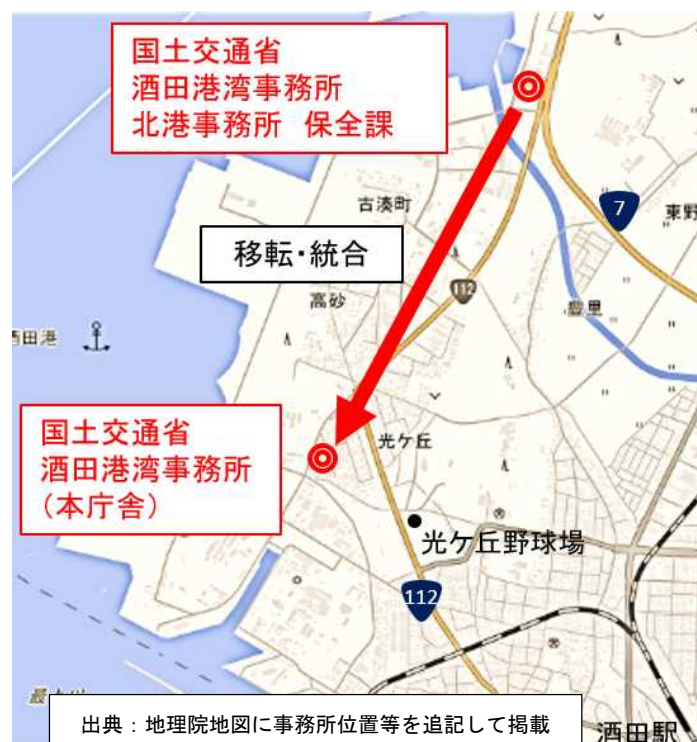 国土交通省
酒田港湾事務所
北港事務所 保全課
7
古湊町
東野
移転・統合
112
豊里
高砂
酒田港
国土交通省
酒田港湾事務所
(本庁舎)
光ケ丘
光ケ丘野球場
112
最上川
出典:地理院地図に事務所位置等を追記して掲載
酒田駅